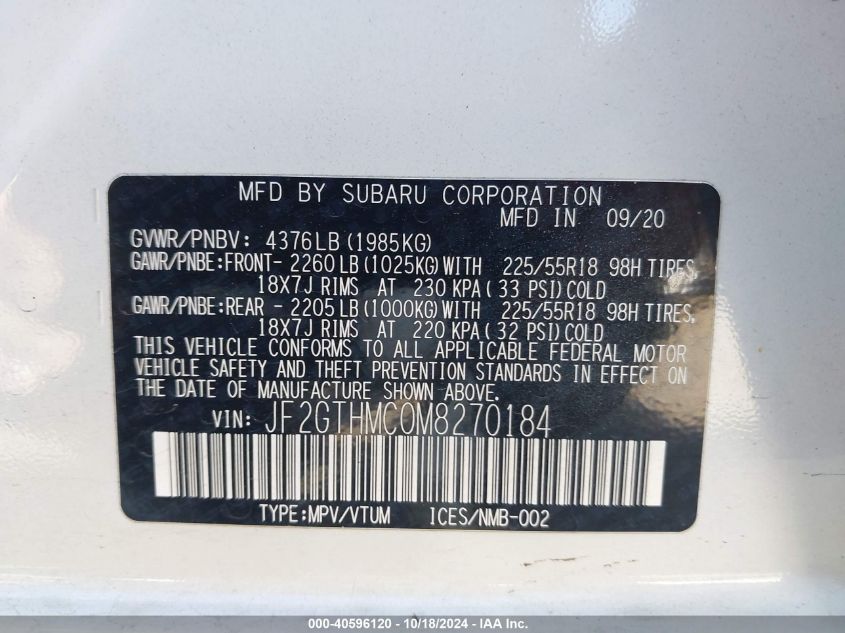 MFD BY SUBARU CORPORATION
MFD IN 09/20
GVWR/PNBV: 4376LB (1985KG)
GAWR/PNBE:FRONT- 2260 LB (1025KG) WITH 225/55R18 98H TIRES,
18X7J RIMS AT 230 KPA ( 33 PSI) COLD
GAWR/PNBE:REAR - 2205 LB (1000KG) WITH 225/55R18 98H TIRES,
18X7J RIMS AT 220 KPA ( 32 PSI) COLD
THIS VEHICLE CONFORMS TO ALL APPLICABLE FEDERAL MOTOR
VEHICLE SAFETY AND THEFT PREVENTION STANDARDS IN EFFECT ON
THE DATE OF MANUFACTURE SHOWN ABOVE.
VIN: JF2GTHMC0M8270184
TYPE:MPV/VTUM ICES/NMB-002
000-40596120 - 10/18/2024 - IAA Inc.